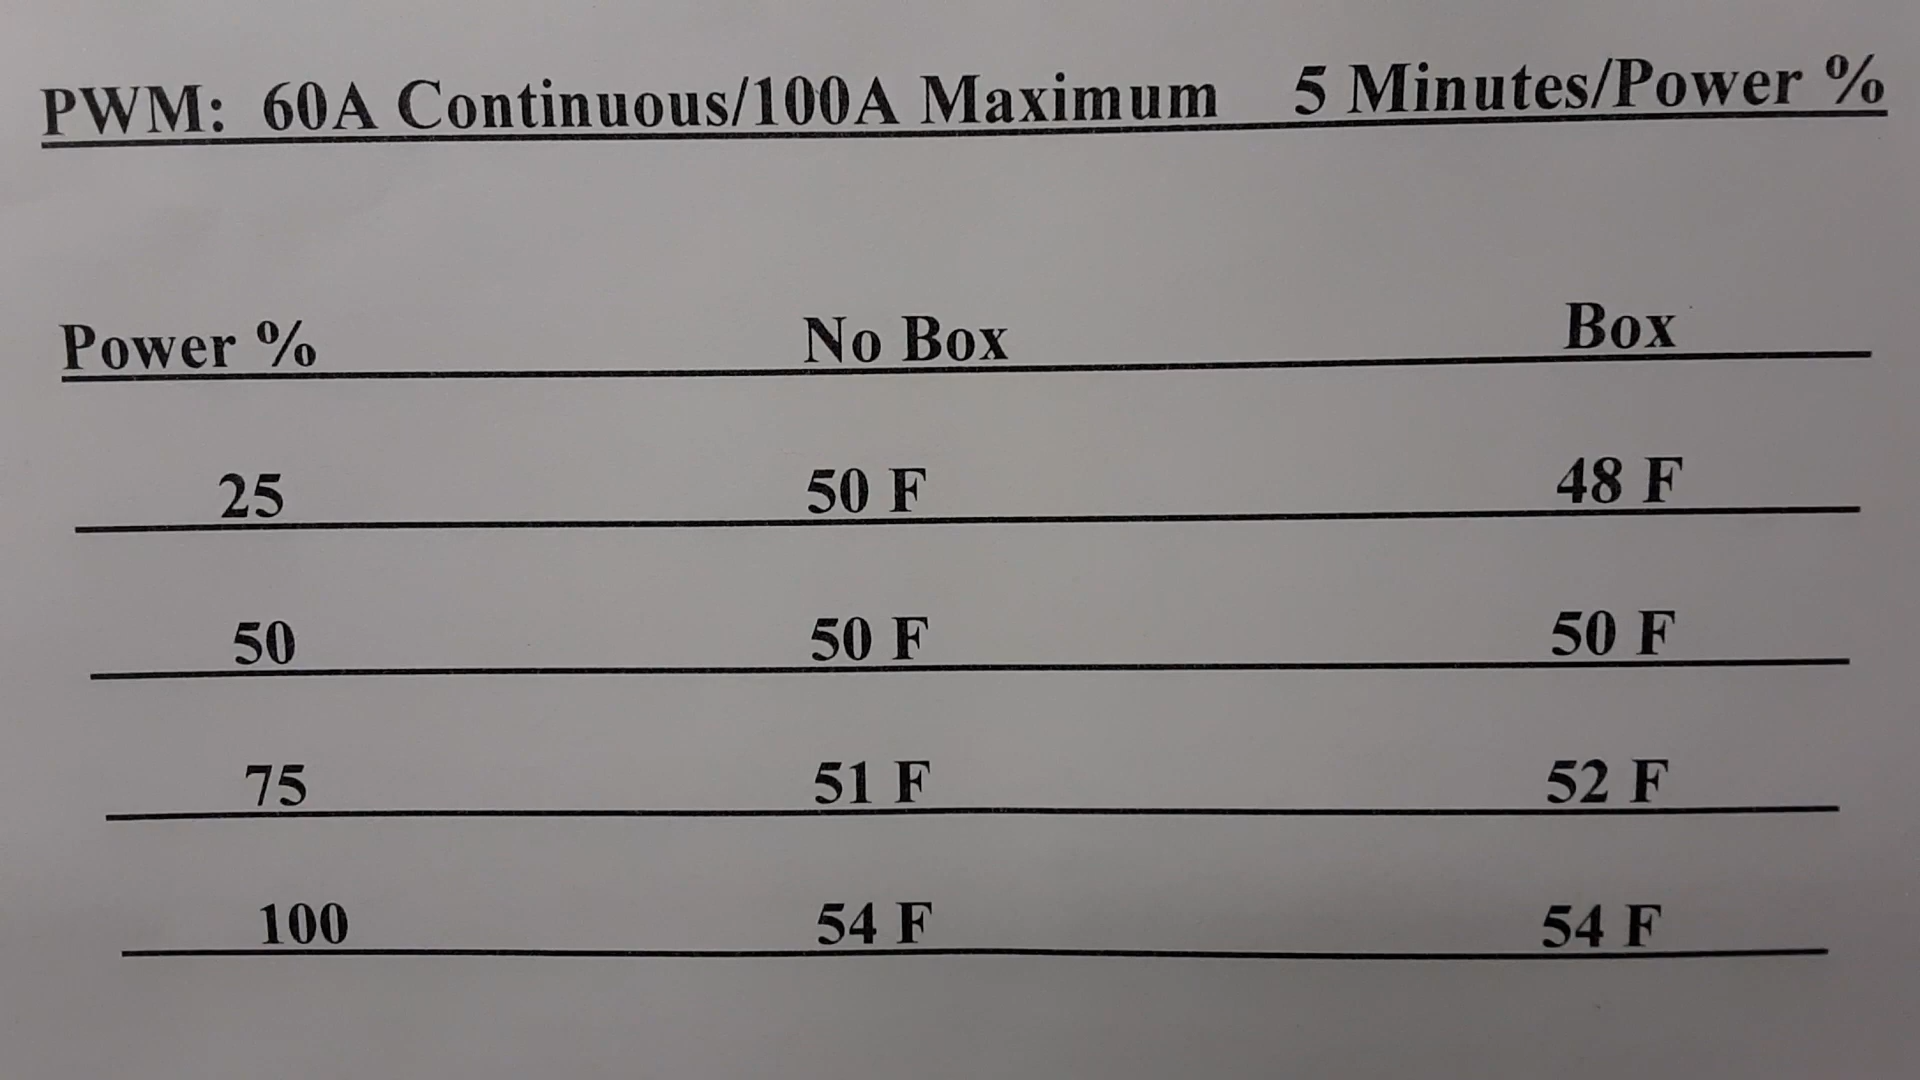 PWM: 60A Continuous/100A Maximum 5 Minutes/Power %
Power % No Box Box
25 50 F 48 F
50 50 F 50 F
75 51 F 52 F
100 54 F 54 F